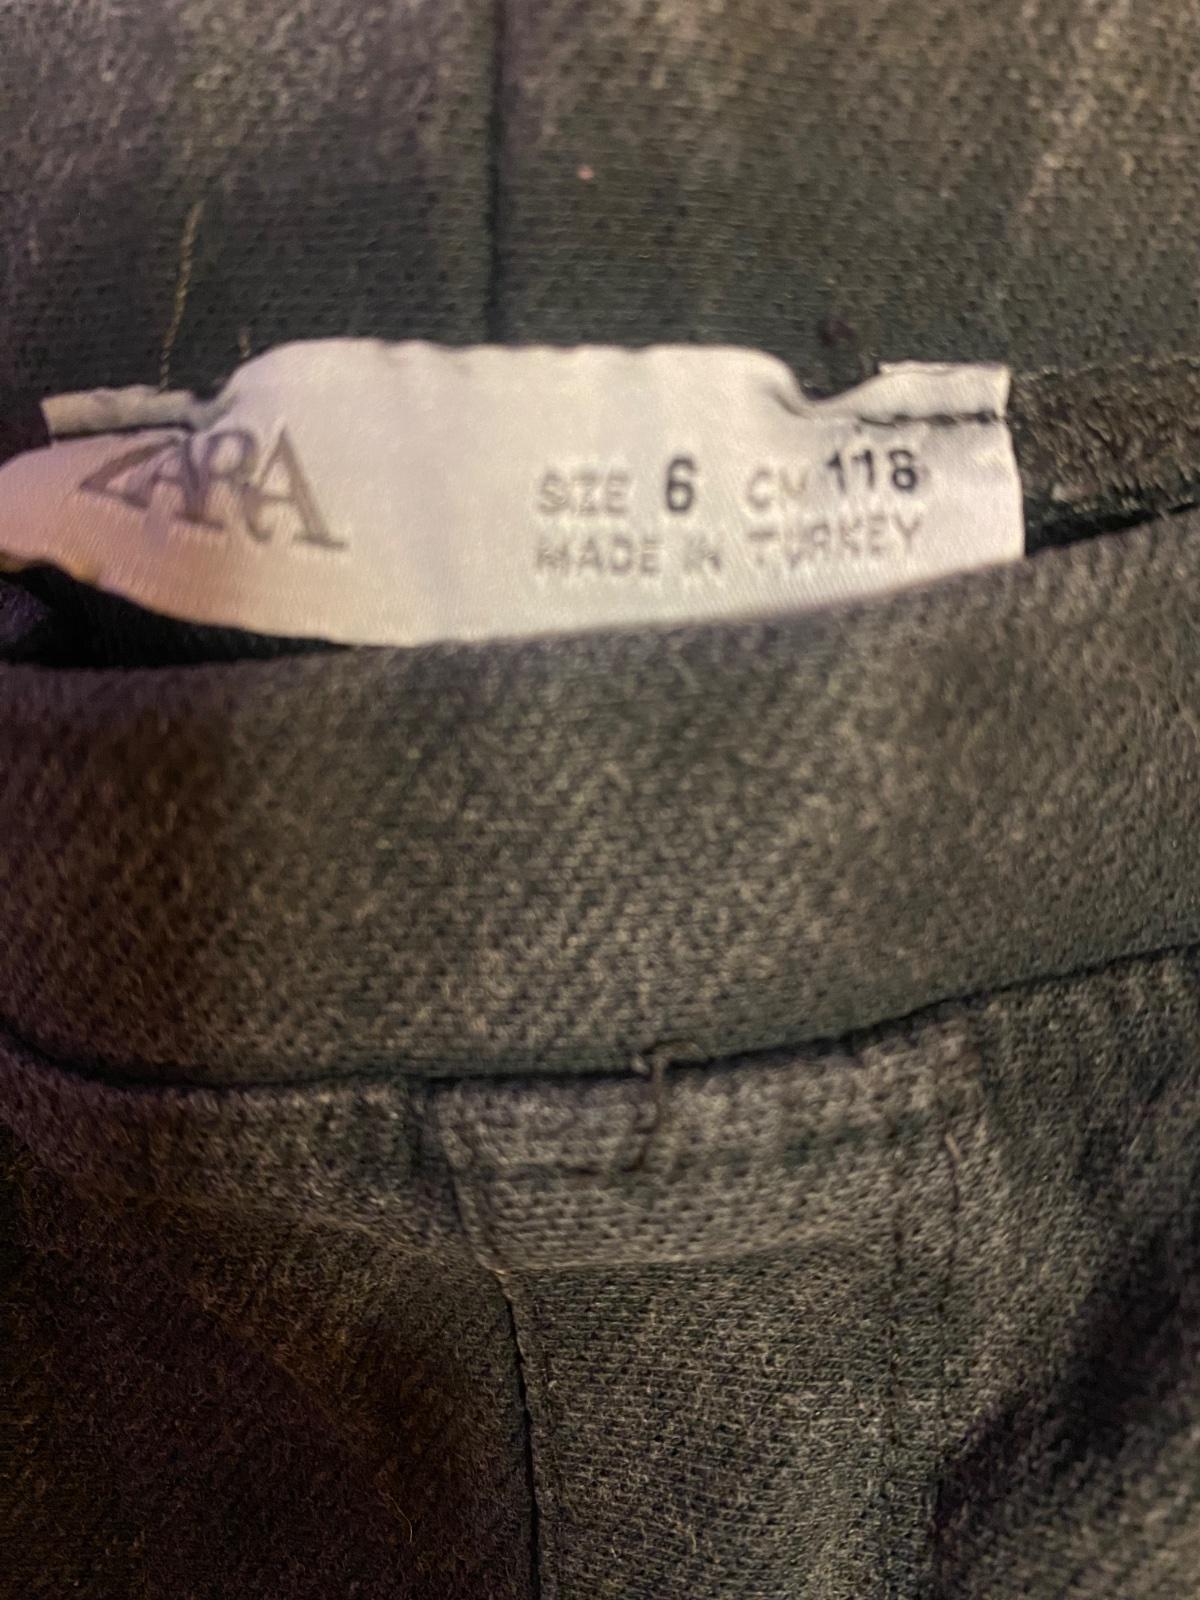 ZARA
SIZE 6 CM 118
MADE IN TURKEY